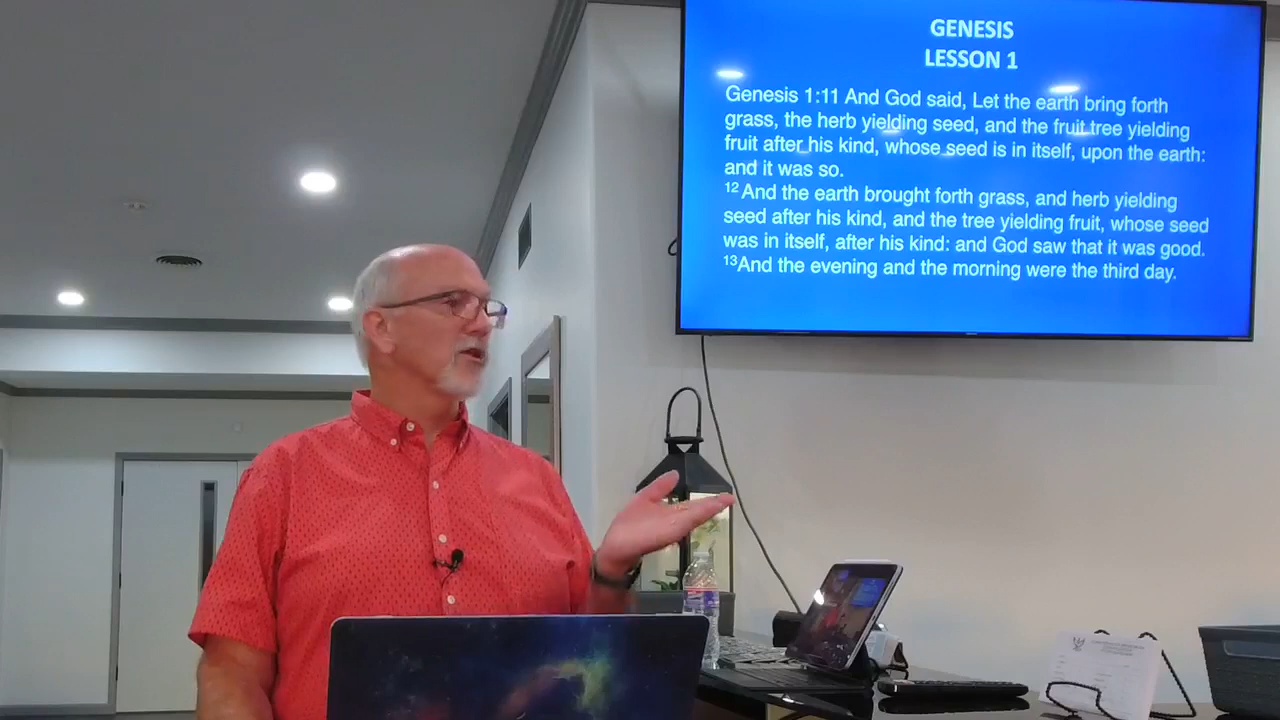 GENESIS
LESSON 1
Genesis 1:11 And God said, Let the earth bring forth
grass, the herb yielding seed, and the fruit tree yielding
fruit after his kind, whose seed is in itself, upon the earth:
and it was so.
12 And the earth brought forth grass, and herb yielding
seed after his kind, and the tree yielding fruit, whose seed
was in itself, after his kind: and God saw that it was good.
13And the evening and the morning were the third day.